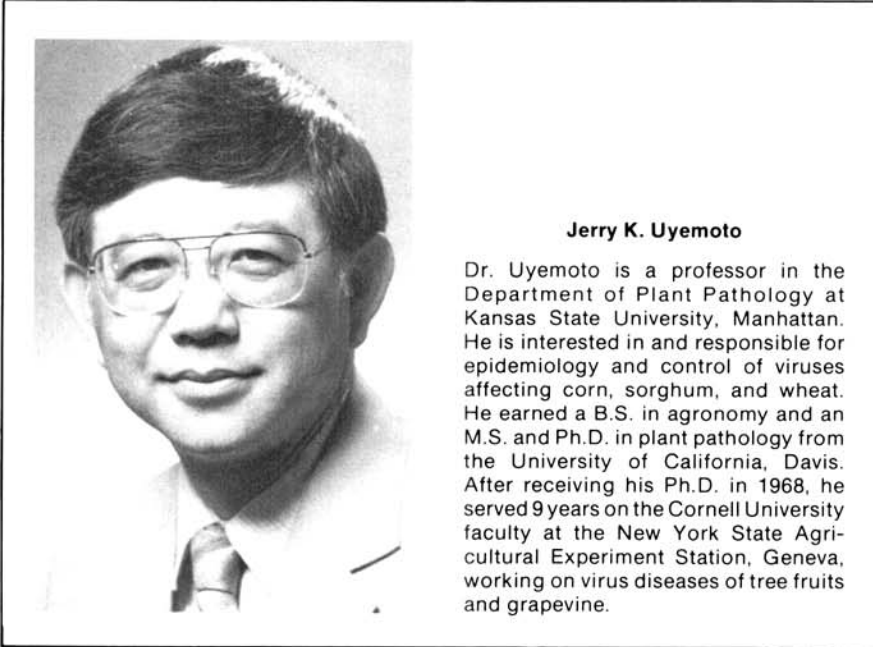 Jerry K. Uyemoto
Dr. Uyemoto is a professor in the
Department of Plant Pathology at
Kansas State University, Manhattan.
He is interested in and responsible for
epidemiology and control of viruses
affecting corn, sorghum, and wheat.
He earned a B.S. in agronomy and an
M.S. and Ph.D. in plant pathology from
the University of California, Davis.
After receiving his Ph.D. in 1968, he
served 9 years on the Cornell University
faculty at the New York State Agri-
cultural Experiment Station, Geneva,
working on virus diseases of tree fruits
and grapevine.